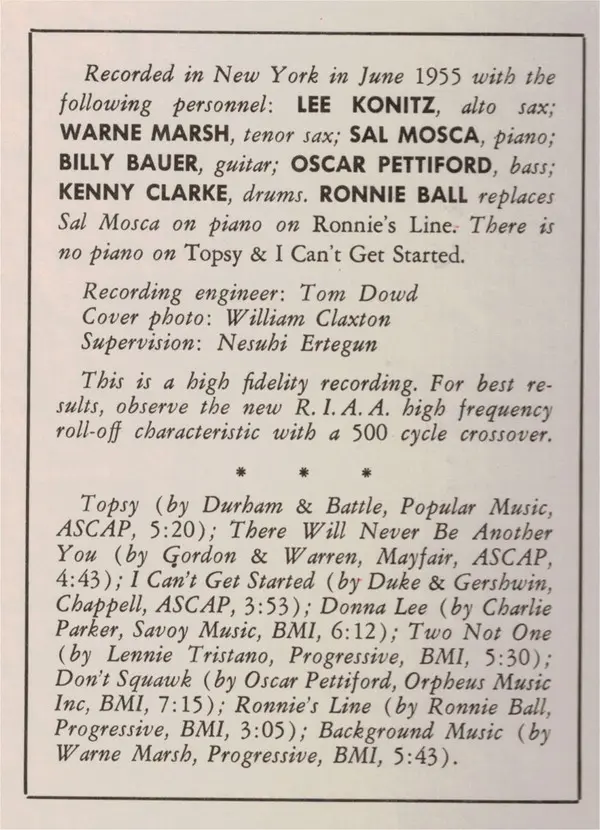 Recorded in New York in June 1955 with the
following personnel: LEE KONITZ, alto sax;
WARNE MARSH, tenor sax; SAL MOSCA, piano;
BILLY BAUER, guitar; OSCAR PETTIFORD, bass;
KENNY CLARKE, drums. RONNIE BALL replaces
Sal Mosca on piano on Ronnie's Line. There is
no piano on Topsy & I Can't Get Started.
Recording engineer: Tom Dowd
Cover photo: William Claxton
Supervision: Nesuhi Ertegun
This is a high fidelity recording. For best re-
sults, observe the new R. I. A. A. high frequency
roll-off characteristic with a 500 cycle crossover.
* * *
Topsy (by Durham & Battle, Popular Music,
ASCAP, 5:20); There Will Never Be Another
You (by Gordon & Warren, Mayfair, ASCAP,
4:43); I Can't Get Started (by Duke & Gershwin,
Chappell, ASCAP, 3:53); Donna Lee (by Charlie
Parker, Savoy Music, BMI, 6:12); Two Not One
(by Lennie Tristano, Progressive, BMI, 5:30);
Don't Squawk (by Oscar Pettiford, Orpheus Music
Inc, BMI, 7:15); Ronnie's Line (by Ronnie Ball,
Progressive, BMI, 3:05); Background Music (by
Warne Marsh, Progressive, BMI, 5:43).